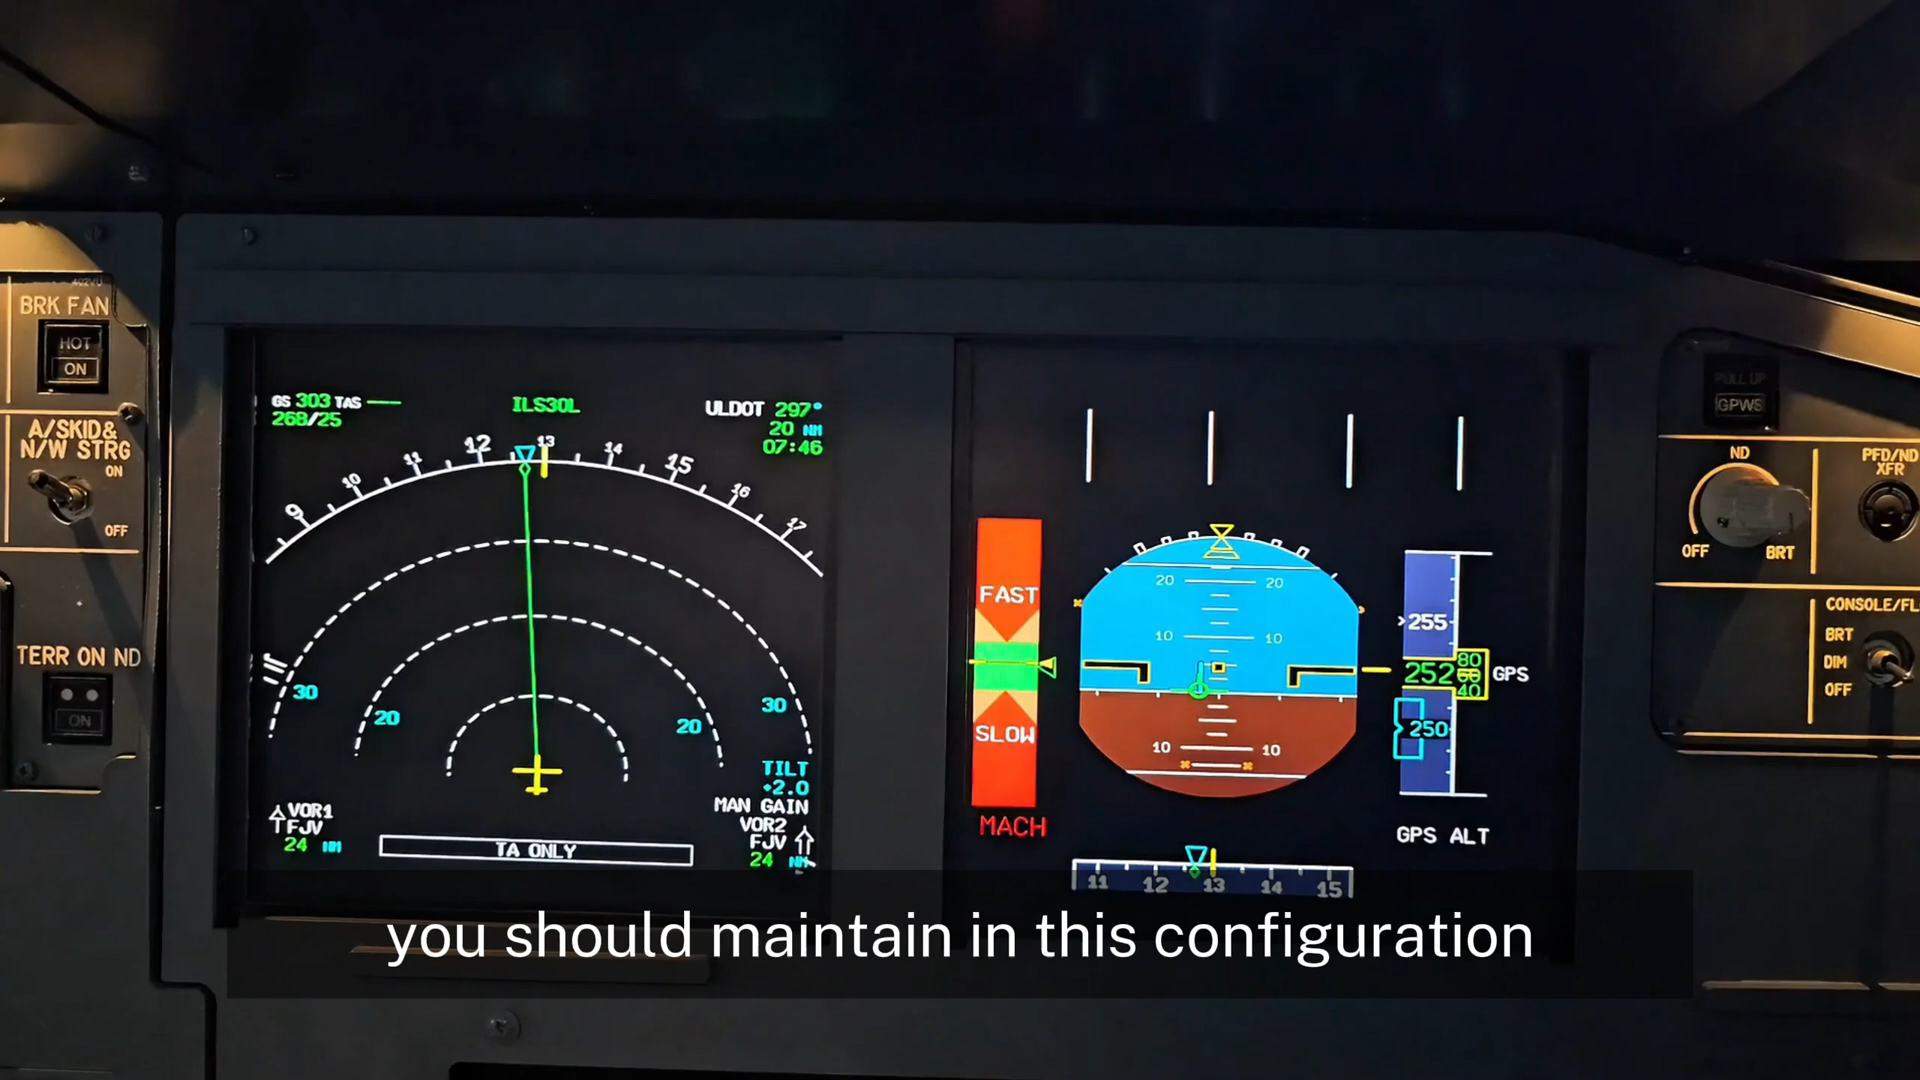 402VU
BRK FAN
HOT
ON
A/SKID&
N/W STRG
ON
OFF
TERR ON ND
ON
GS 303 TAS
268/25
ILS30L
ULDOT 297°
20 NM
07:46
9 10 11 12 13 14 15 16 17
30 30
20 20
TILT
+2.0
MAN GAIN
VOR1
FJV
24 NM
VOR2
FJV
24 NM
TA ONLY
FAST
SLOW
MACH
20 20
10 10
10 10
255
252 80
60
40
GPS
250
GPS ALT
11 12 13 14 15
PULL UP
GPWS
ND
OFF BRT
PFD/ND
XFR
CONSOLE/FL
BRT
DIM
OFF
you should maintain in this configuration